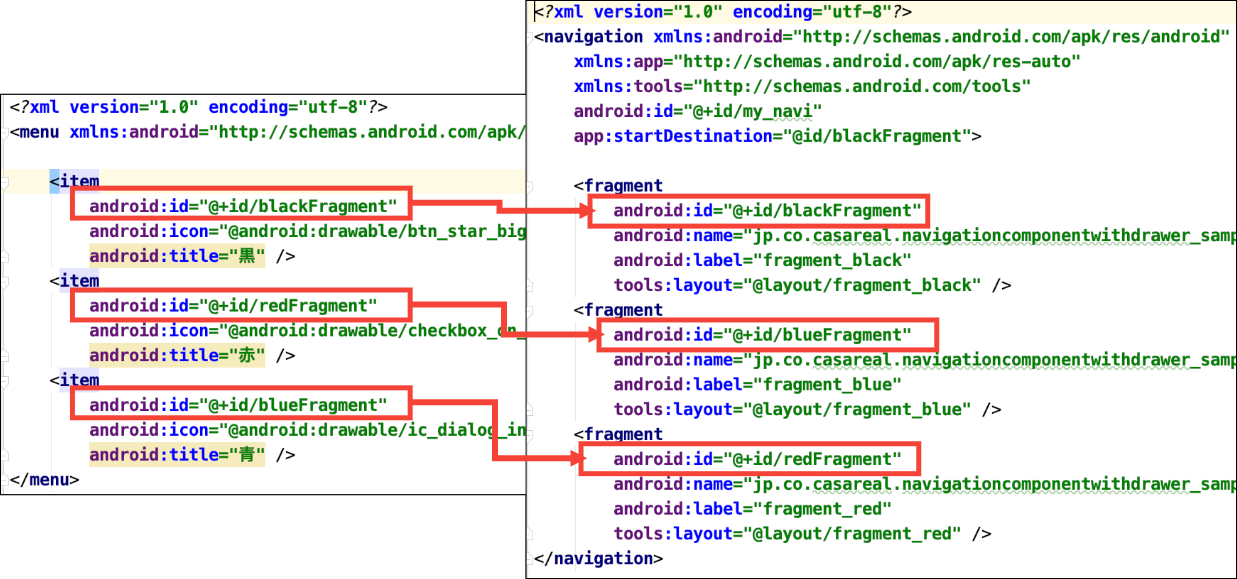 <?xml version="1.0" encoding="utf-8"?>
<menu xmlns:android="http://schemas.android.com/apk/
<item
android:id="@+id/blackFragment"
android:icon="@android:drawable/btn_star_big
android:title="黒" />
<item
android:id="@+id/redFragment"
android:icon="@android:drawable/checkbox_on_
android:title="赤" />
<item
android:id="@+id/blueFragment"
android:icon="@android:drawable/ic_dialog_in
android:title="青" />
</menu>
<?xml version="1.0" encoding="utf-8"?>
<navigation xmlns:android="http://schemas.android.com/apk/res/android"
xmlns:app="http://schemas.android.com/apk/res-auto"
xmlns:tools="http://schemas.android.com/tools"
android:id="@+id/my_navi"
app:startDestination="@id/blackFragment">
<fragment
android:id="@+id/blackFragment"
android:name="jp.co.casareal.navigationcomponentwithdrawer_samp
android:label="fragment_black"
tools:layout="@layout/fragment_black" />
<fragment
android:id="@+id/blueFragment"
android:name="jp.co.casareal.navigationcomponentwithdrawer_samp
android:label="fragment_blue"
tools:layout="@layout/fragment_blue" />
<fragment
android:id="@+id/redFragment"
android:name="jp.co.casareal.navigationcomponentwithdrawer_samp
android:label="fragment_red"
tools:layout="@layout/fragment_red" />
</navigation>